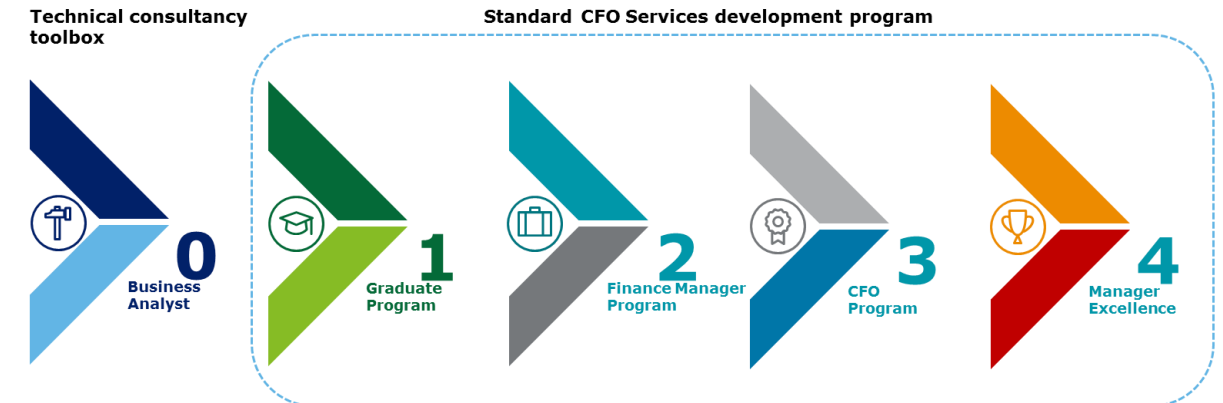 Technical consultancy
toolbox
Standard CFO Services development program
0
Business
Analyst
1
Graduate
Program
2
Finance Manager
Program
3
CFO
Program
4
Manager
Excellence